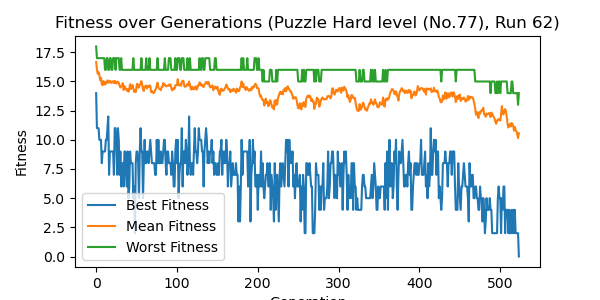 Fitness over Generations (Puzzle Hard level (No.77), Run 62)
Fitness
17.5
15.0
12.5
10.0
7.5
5.0
2.5
0.0
Best Fitness
Mean Fitness
Worst Fitness
0
100
200
300
400
500
Generation